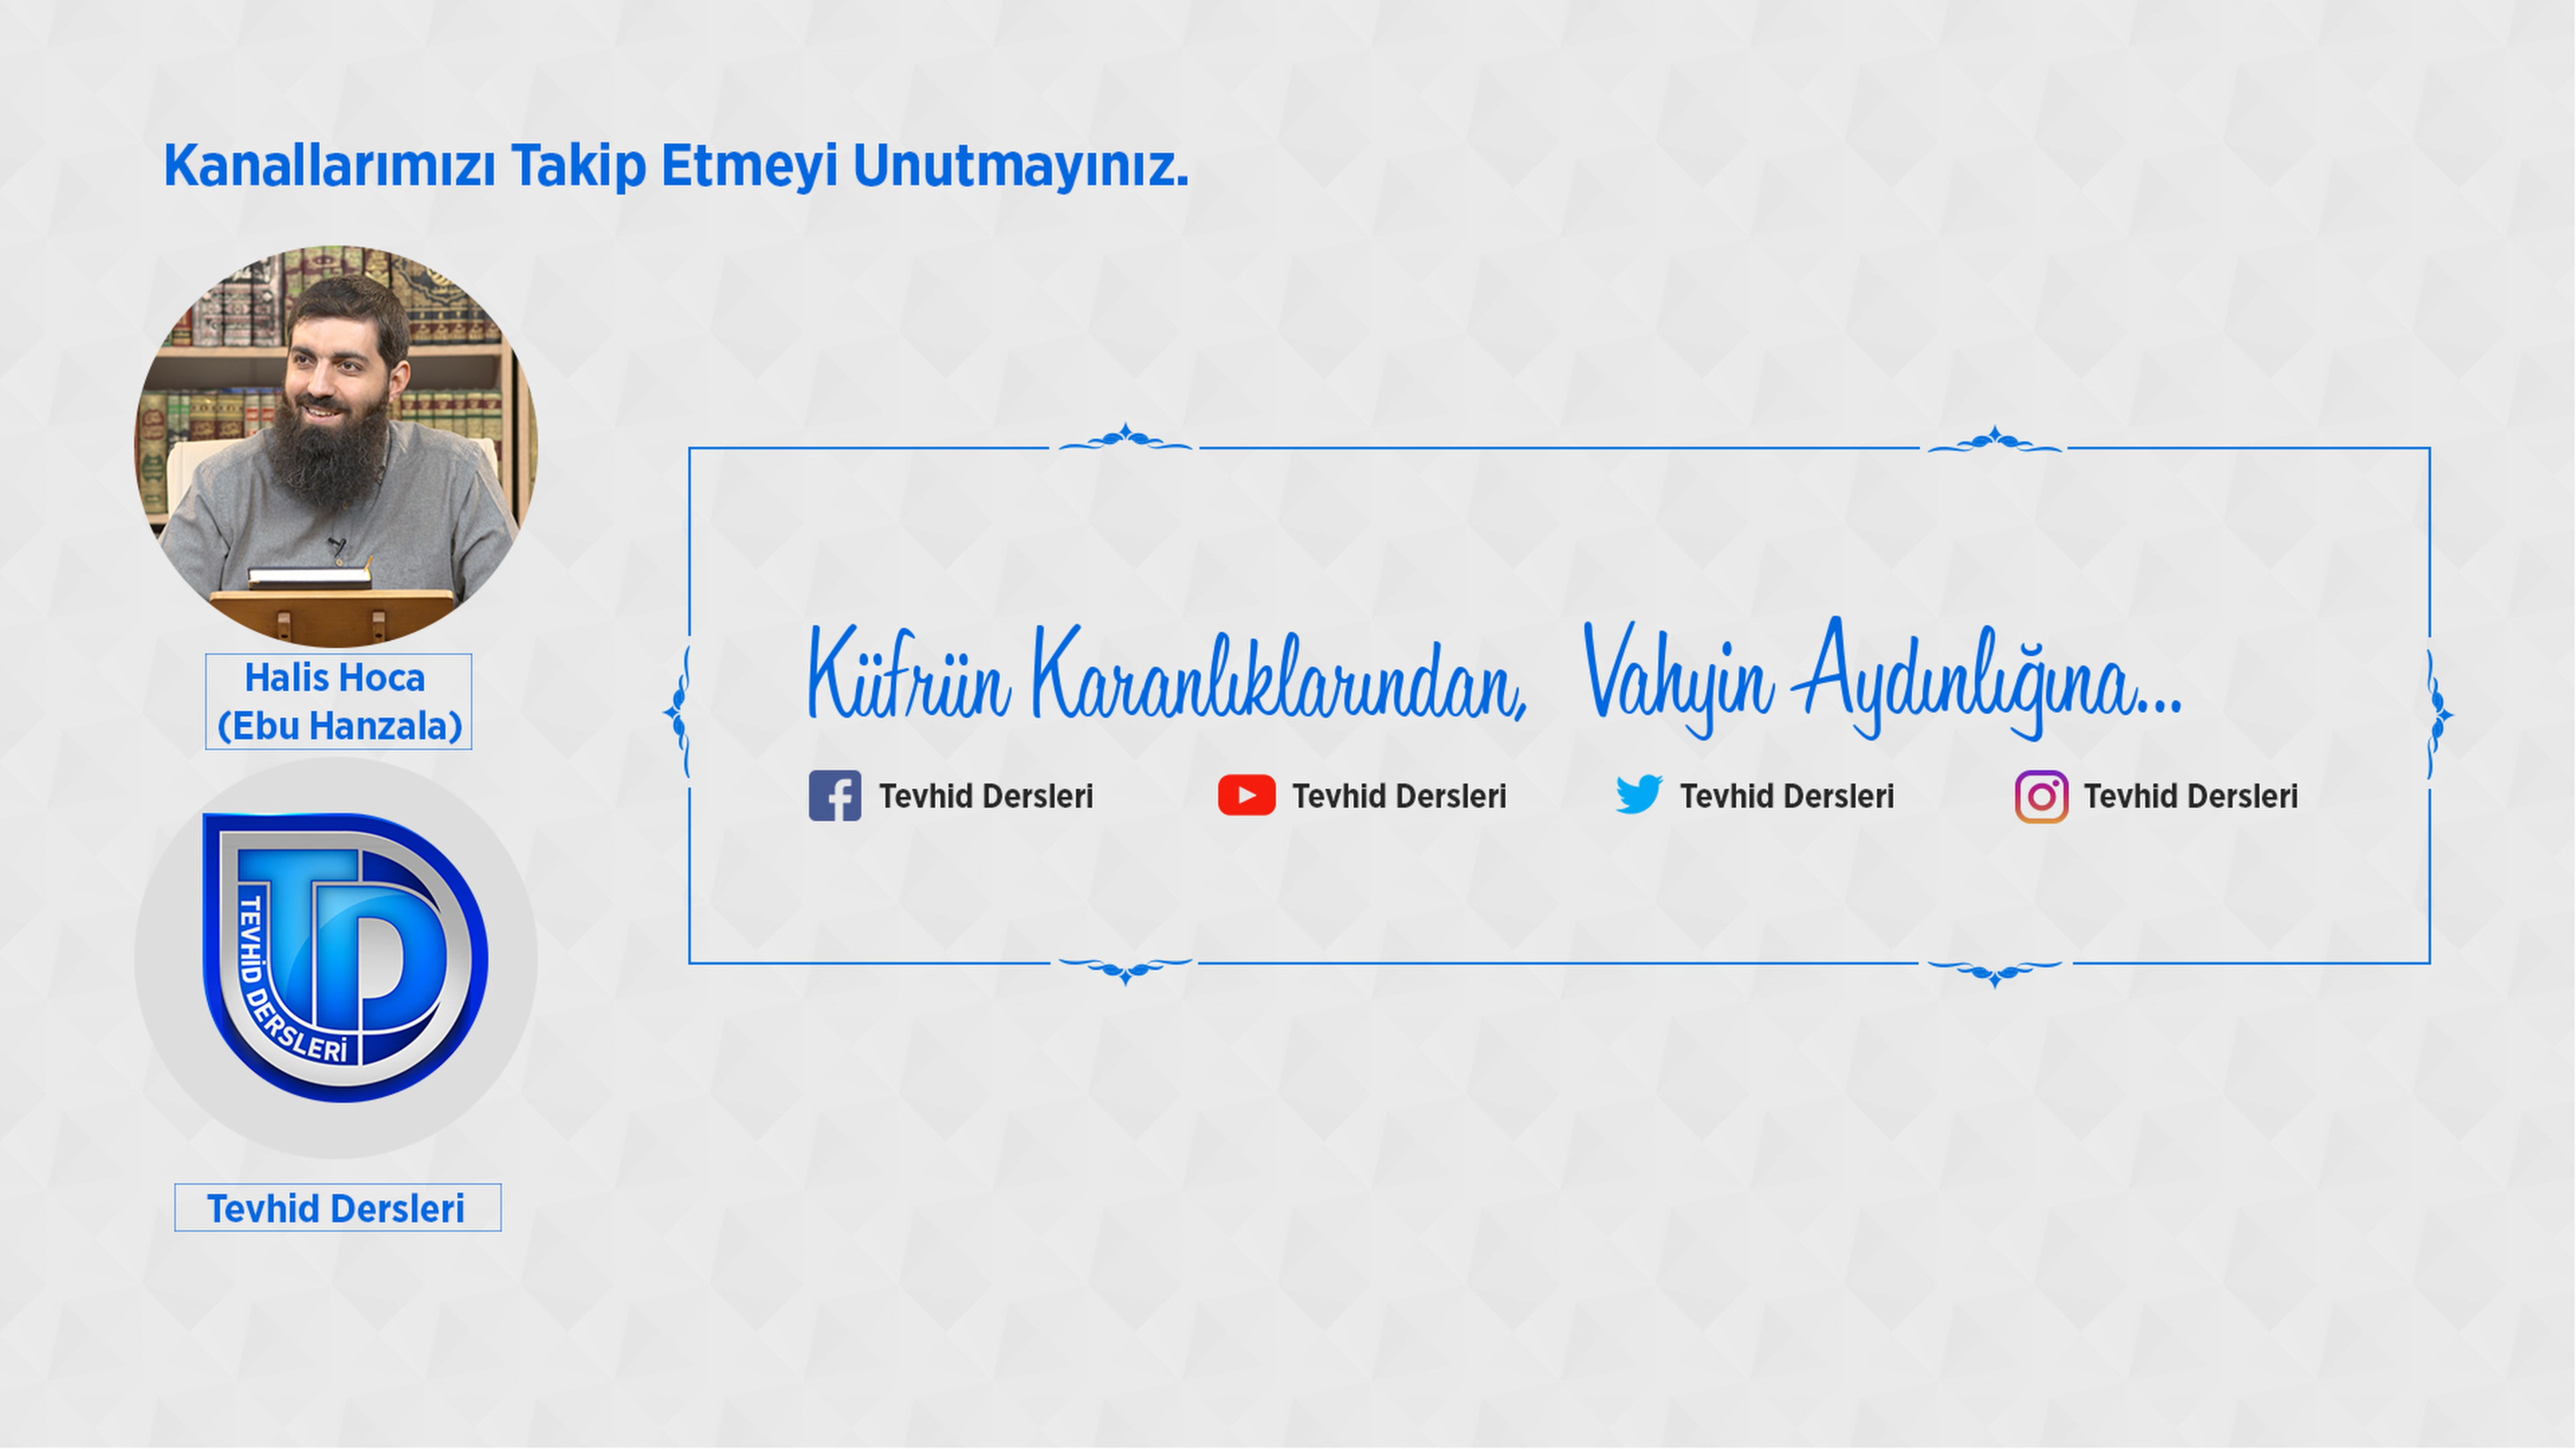 Kanallarımızı Takip Etmeyi Unutmayınız.
Halis Hoca
(Ebu Hanzala)
TEVHİD DERSLERİ
Tevhid Dersleri
Küfrün Karanlıklarından, Vahyin Aydınlığına...
Tevhid Dersleri Tevhid Dersleri Tevhid Dersleri Tevhid Dersleri